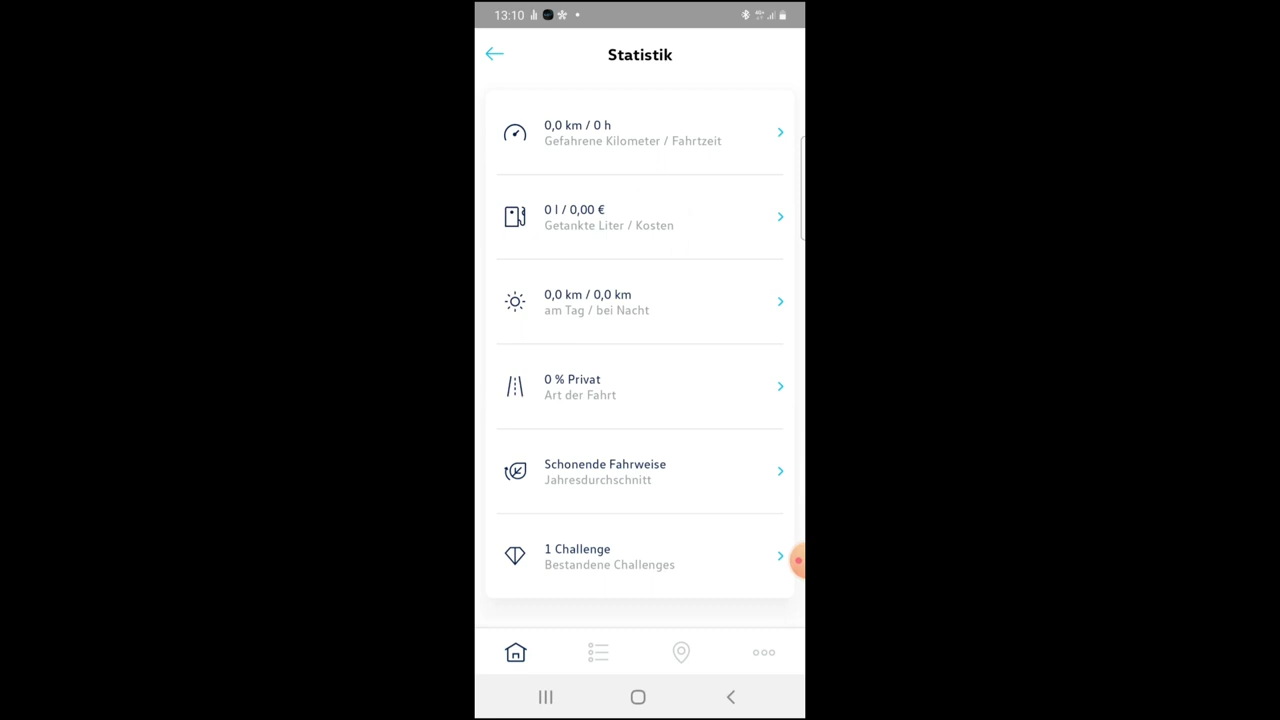 13:10
Statistik
0,0 km / 0 h
Gefahrene Kilometer / Fahrtzeit
0 l / 0,00 €
Getankte Liter / Kosten
0,0 km / 0,0 km
am Tag / bei Nacht
0 % Privat
Art der Fahrt
Schonende Fahrweise
Jahresdurchschnitt
1 Challenge
Bestandene Challenges